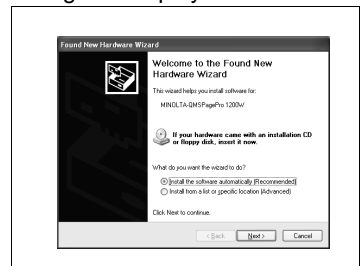 Found New Hardware Wizard
Welcome to the Found New
Hardware Wizard
This wizard helps you install software for:
MINOLTA-QMS PagePro 1200W
If your hardware came with an installation CD
or floppy disk, insert it now.
What do you want the wizard to do?
Install the software automatically (Recommended)
Install from a list or specific location (Advanced)
Click Next to continue.
< Back
Next >
Cancel